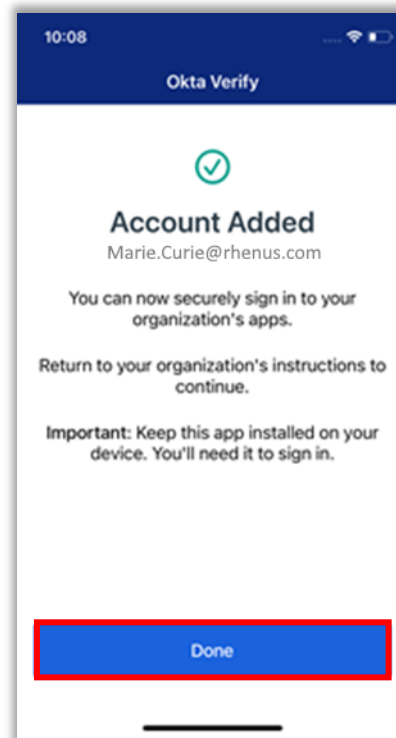 10:08
Okta Verify
Account Added
Marie.Curie@rhenus.com
You can now securely sign in to your
organization's apps.
Return to your organization's instructions to
continue.
Important: Keep this app installed on your
device. You'll need it to sign in.
Done